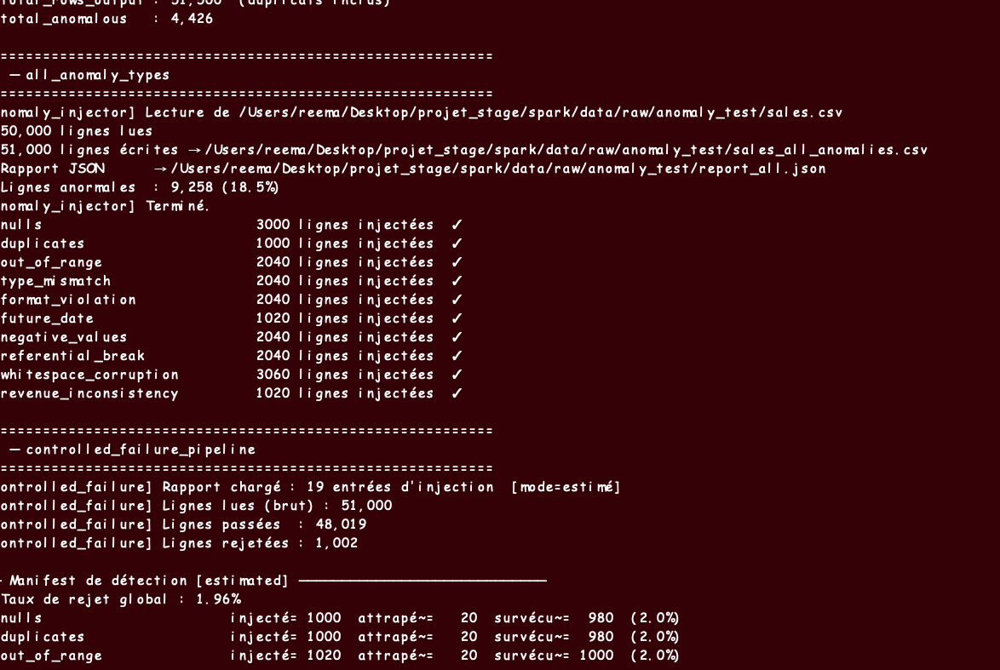 total_rows_output : 51,500 (duplicats inclus)
total_anomalous : 4,426
==========================================================
— all_anomaly_types
==========================================================
nomaly_injector] Lecture de /Users/reema/Desktop/projet_stage/spark/data/raw/anomaly_test/sales.csv
50,000 lignes lues
51,000 lignes écrites → /Users/reema/Desktop/projet_stage/spark/data/raw/anomaly_test/sales_all_anomalies.csv
Rapport JSON → /Users/reema/Desktop/projet_stage/spark/data/raw/anomaly_test/report_all.json
Lignes anormales : 9,258 (18.5%)
nomaly_injector] Terminé.
nulls 3000 lignes injectées ✓
duplicates 1000 lignes injectées ✓
out_of_range 2040 lignes injectées ✓
type_mismatch 2040 lignes injectées ✓
format_violation 2040 lignes injectées ✓
future_date 1020 lignes injectées ✓
negative_values 2040 lignes injectées ✓
referential_break 2040 lignes injectées ✓
whitespace_corruption 3060 lignes injectées ✓
revenue_inconsistency 1020 lignes injectées ✓
==========================================================
— controlled_failure_pipeline
==========================================================
ontrolled_failure] Rapport chargé : 19 entrées d'injection [mode=estimé]
ontrolled_failure] Lignes lues (brut) : 51,000
ontrolled_failure] Lignes passées : 48,019
ontrolled_failure] Lignes rejetées : 1,002
- Manifest de détection [estimated] —————————————
Taux de rejet global : 1.96%
nulls injecté= 1000 attrapé~= 20 survécu~= 980 (2.0%)
duplicates injecté= 1000 attrapé~= 20 survécu~= 980 (2.0%)
out_of_range injecté= 1020 attrapé~= 20 survécu~= 1000 (2.0%)